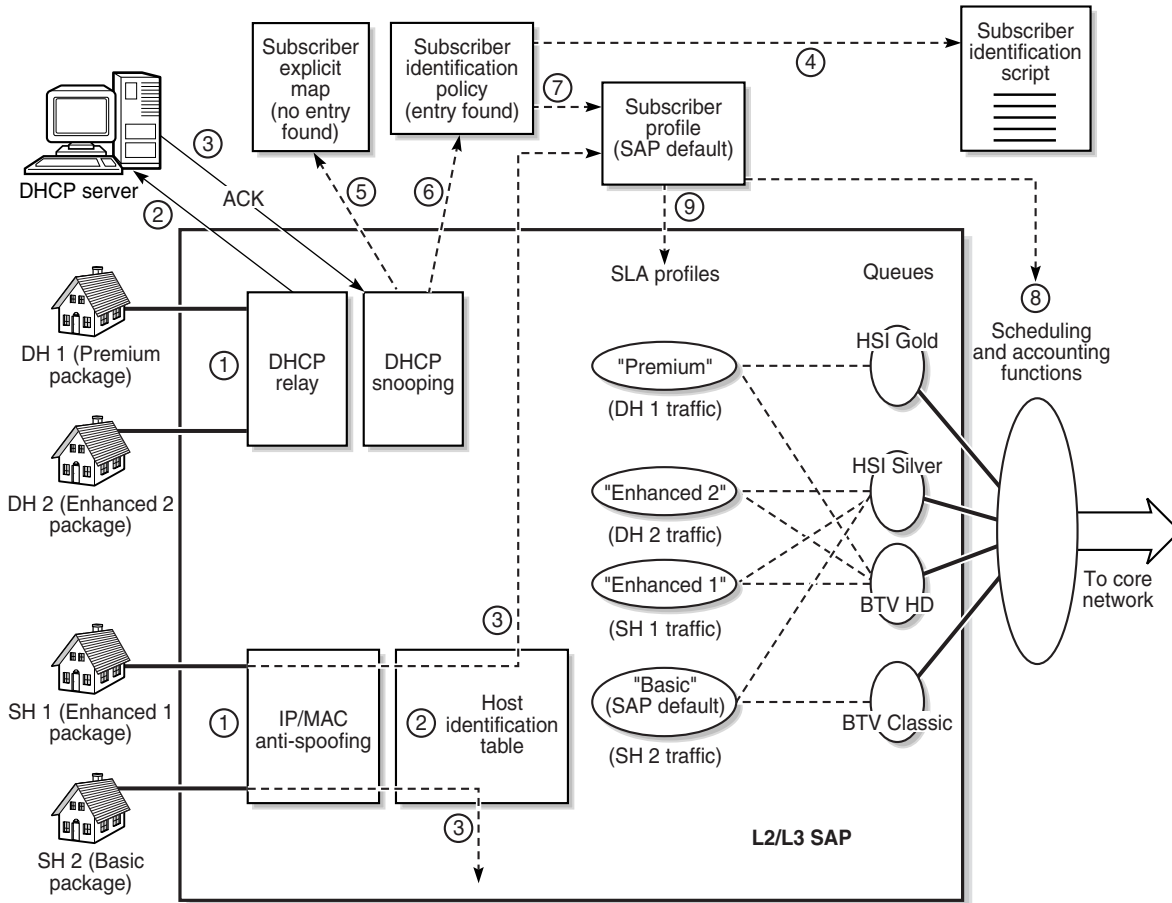 Subscriber
explicit
map
(no entry
found)
Subscriber
identification
policy
(entry found)
4
Subscriber
identification
script
7
Subscriber
profile
(SAP default)
3
DHCP server
ACK
5
6
2
9
SLA profiles
Queues
8
Scheduling
and accounting
functions
DH 1 (Premium
package)
1
DHCP
relay
DHCP
snooping
HSI Gold
"Premium"
(DH 1 traffic)
DH 2 (Enhanced 2
package)
HSI Silver
"Enhanced 2"
(DH 2 traffic)
"Enhanced 1"
(SH 1 traffic)
BTV HD
To core
network
3
SH 1 (Enhanced 1
package)
1
IP/MAC
anti-spoofing
2
Host
identification
table
"Basic"
(SAP default)
(SH 2 traffic)
BTV Classic
3
L2/L3 SAP
SH 2 (Basic
package)